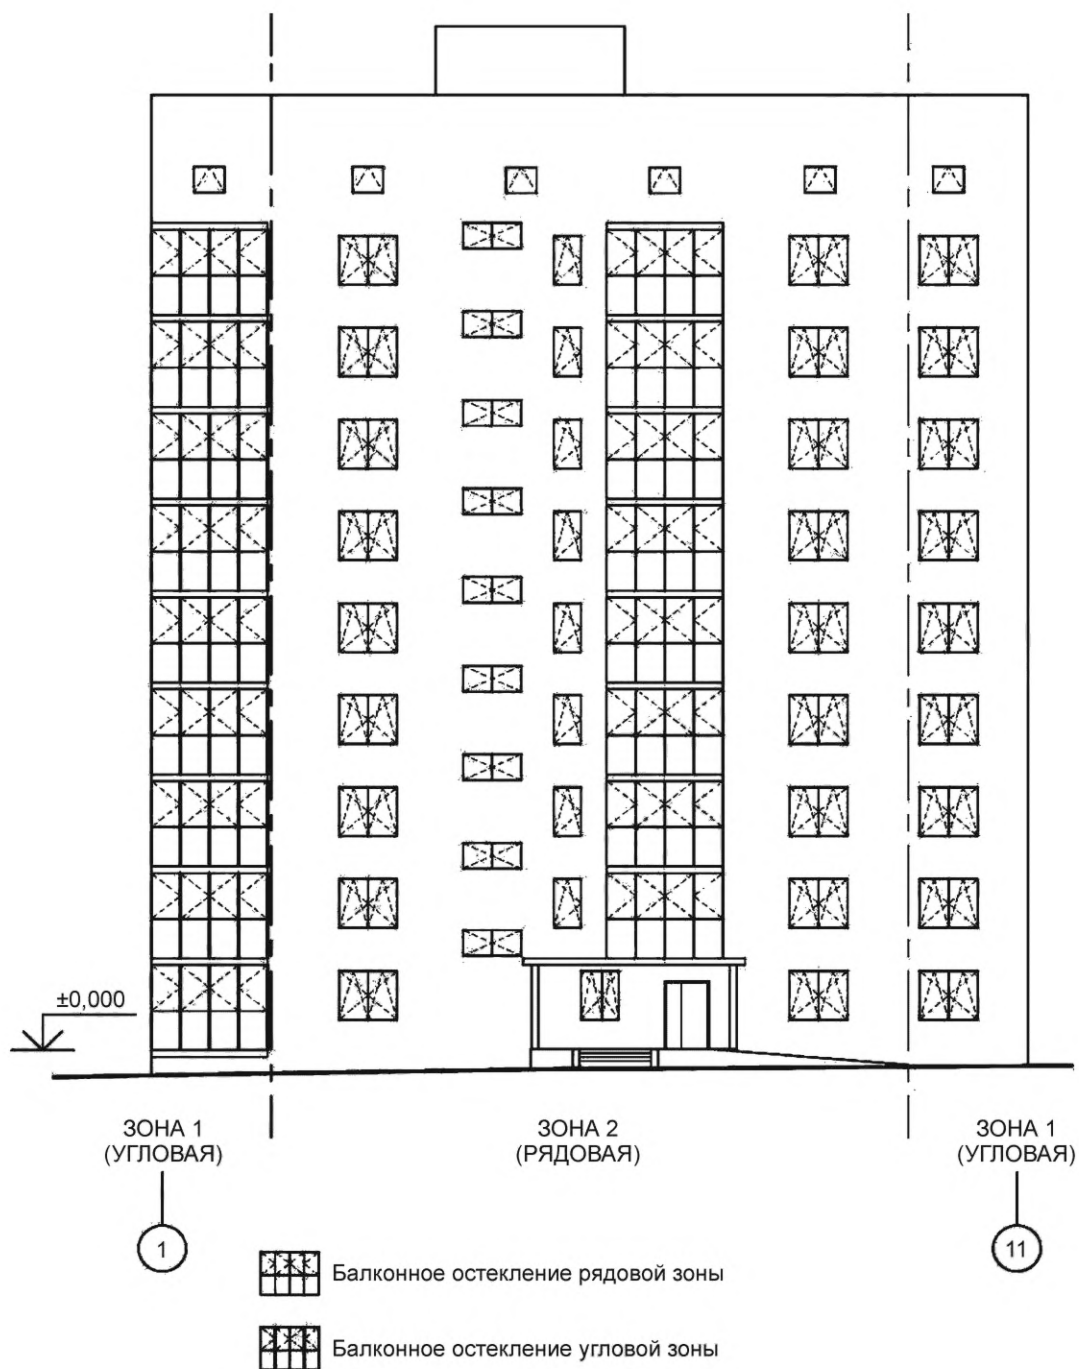 ±0,000
ЗОНА 1
(УГЛОВАЯ)
ЗОНА 2
(РЯДОВАЯ)
ЗОНА 1
(УГЛОВАЯ)
1
11
Балконное остекление рядовой зоны
Балконное остекление угловой зоны